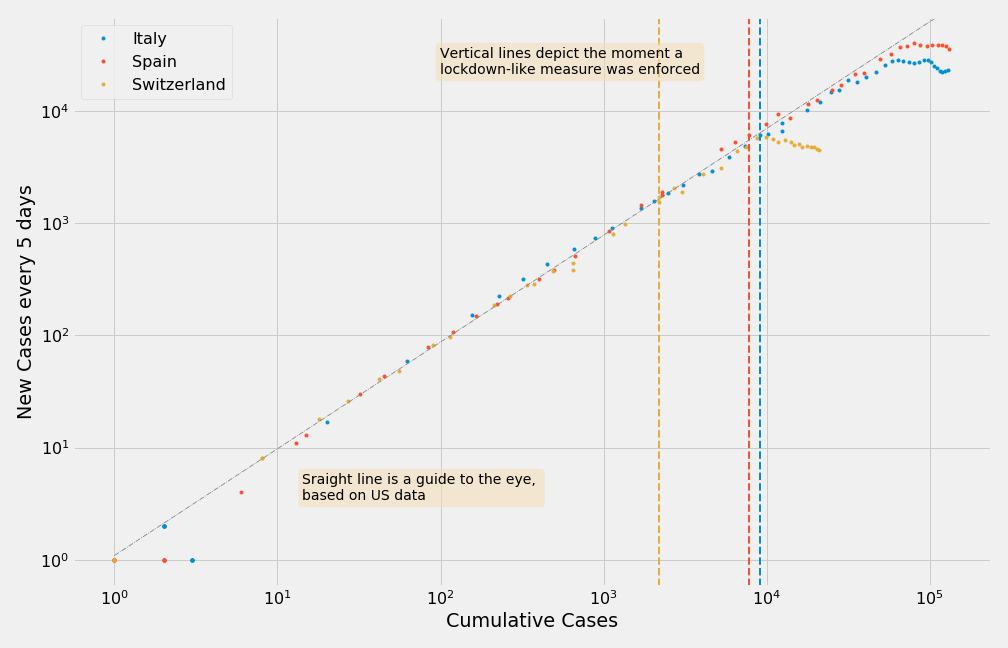 Italy
Spain
Switzerland
Vertical lines depict the moment a
lockdown-like measure was enforced
Sraight line is a guide to the eye,
based on US data
New Cases every 5 days
10⁴
10³
10²
10¹
10⁰
10⁰ 10¹ 10² 10³ 10⁴ 10⁵
Cumulative Cases